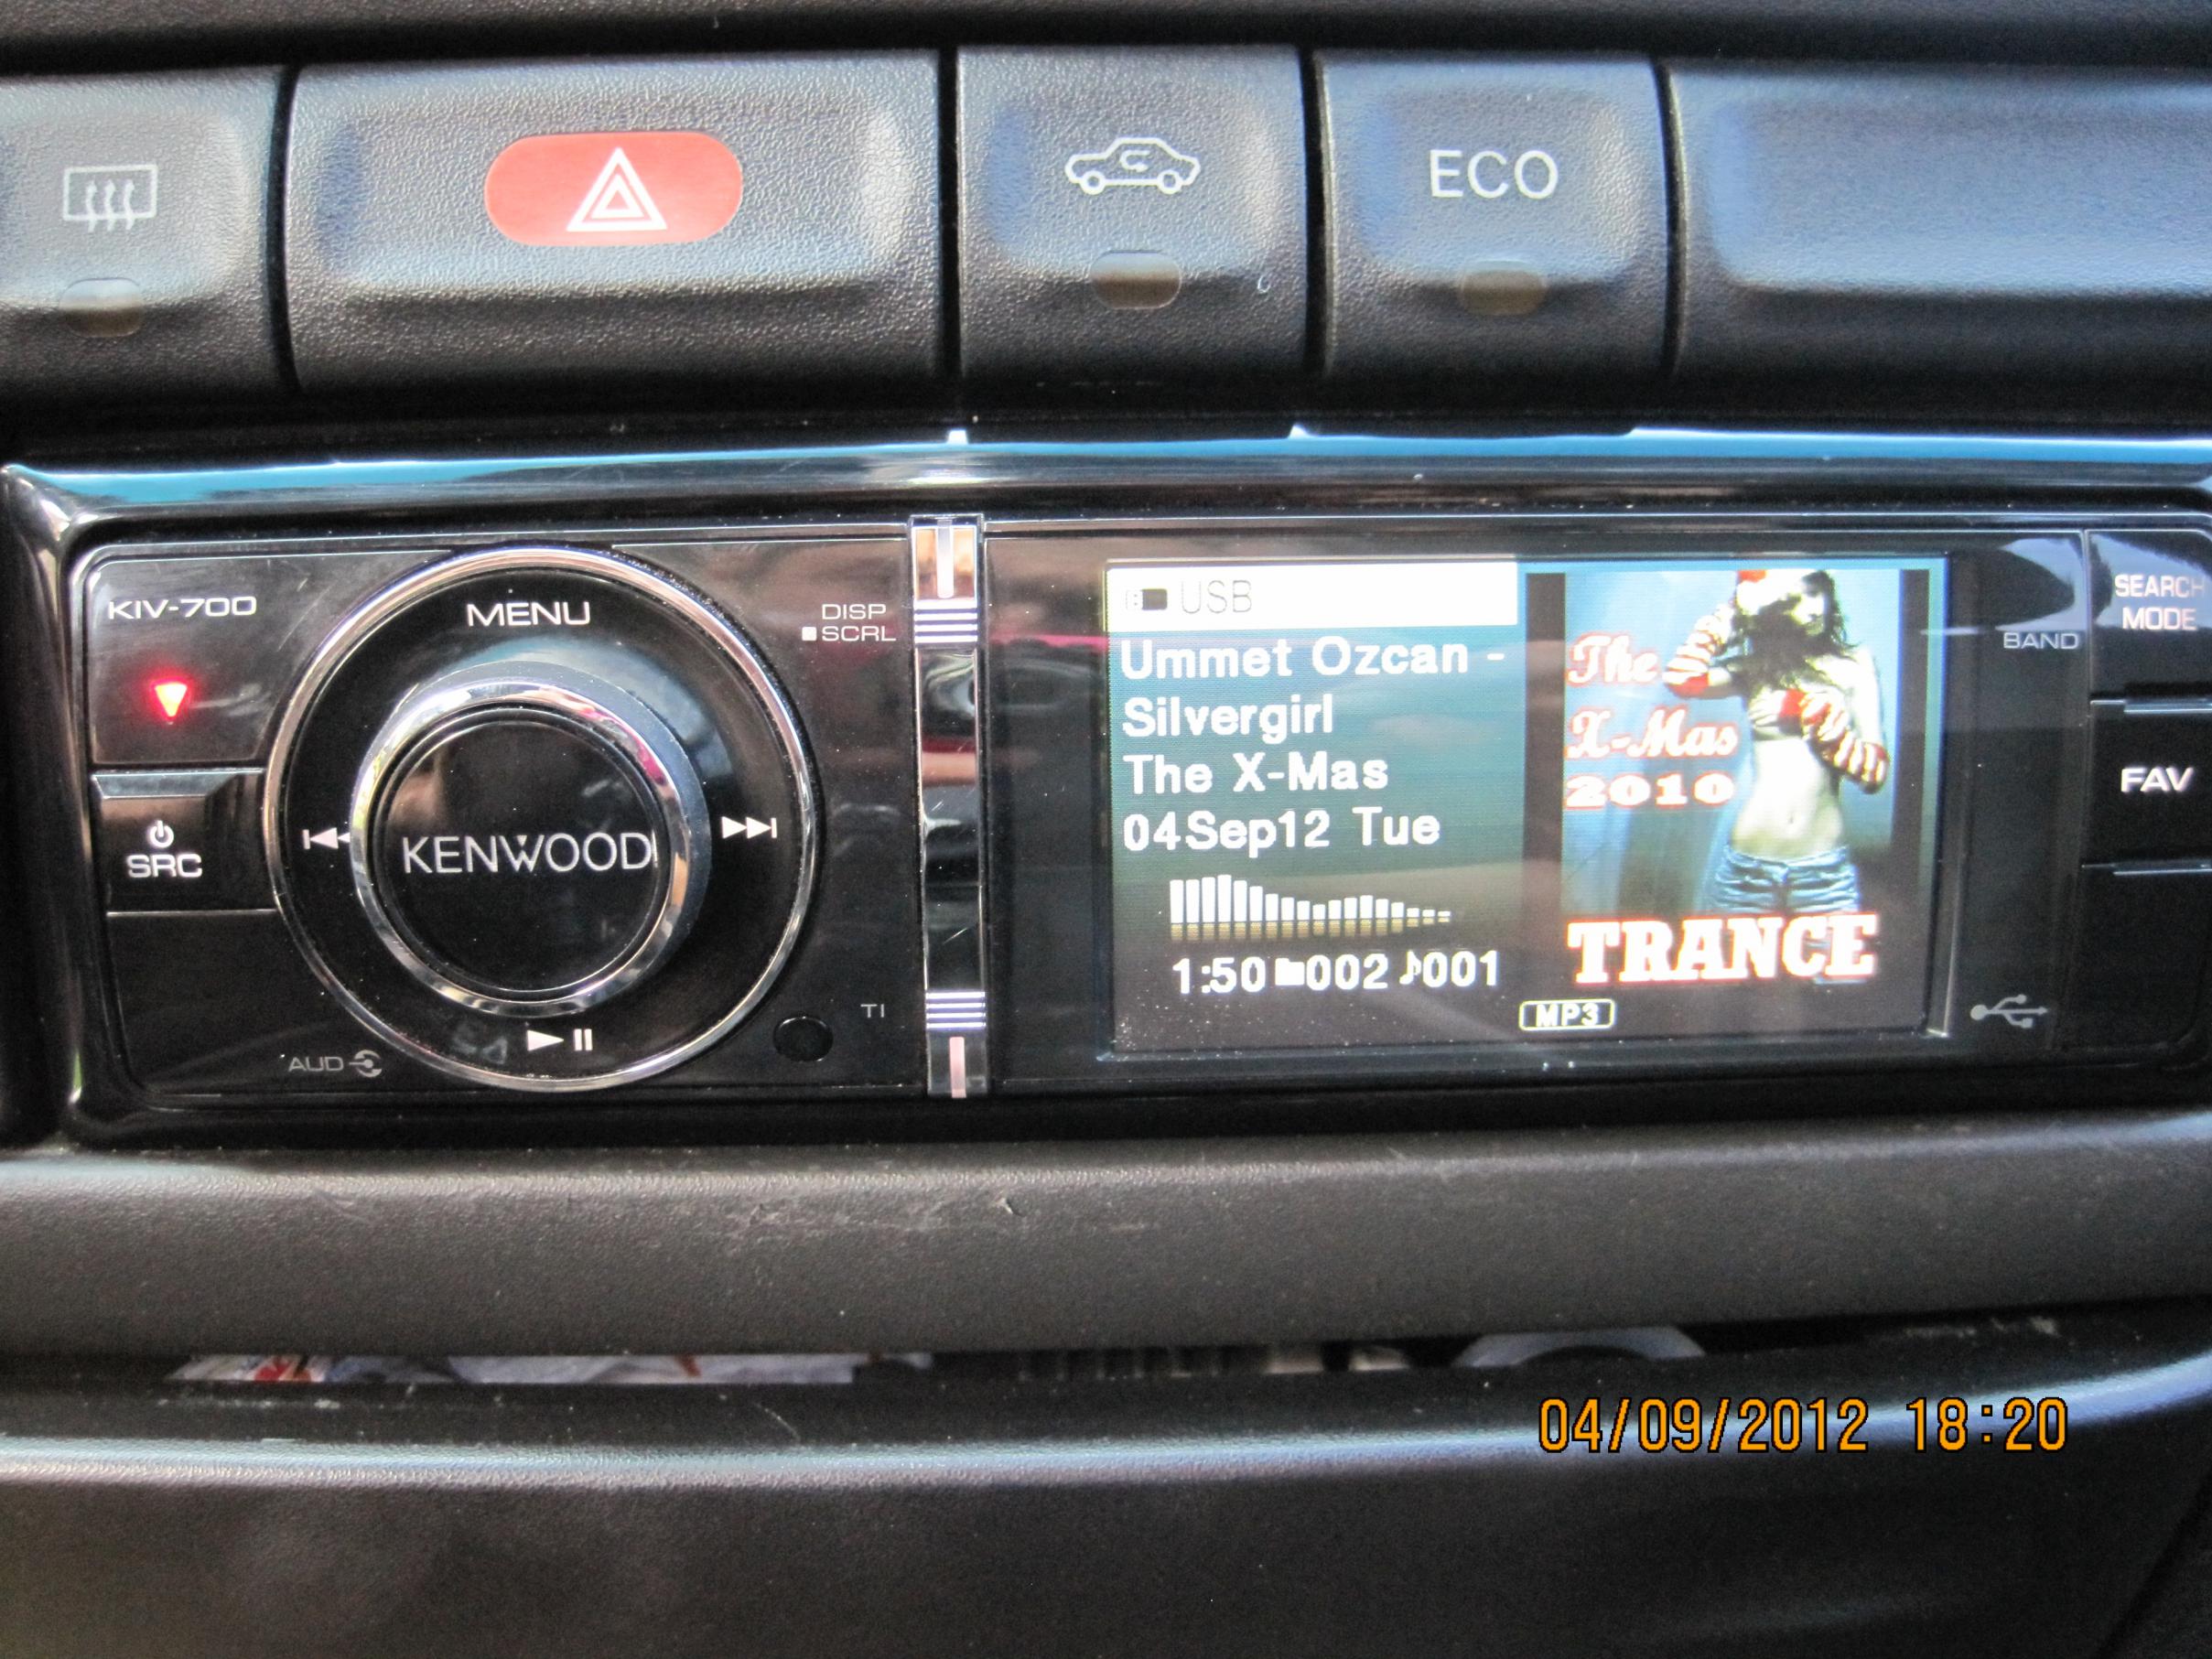 ECO
KIV-700
MENU
DISP
SCRL
SRC
KENWOOD
AUD
TI
USB
Ummet Ozcan -
Silvergirl
The X-Mas
04Sep12 Tue
1:50 002 001
The
X-Mas
2010
TRANCE
MP3
BAND
SEARCH
MODE
FAV
04/09/2012 18:20